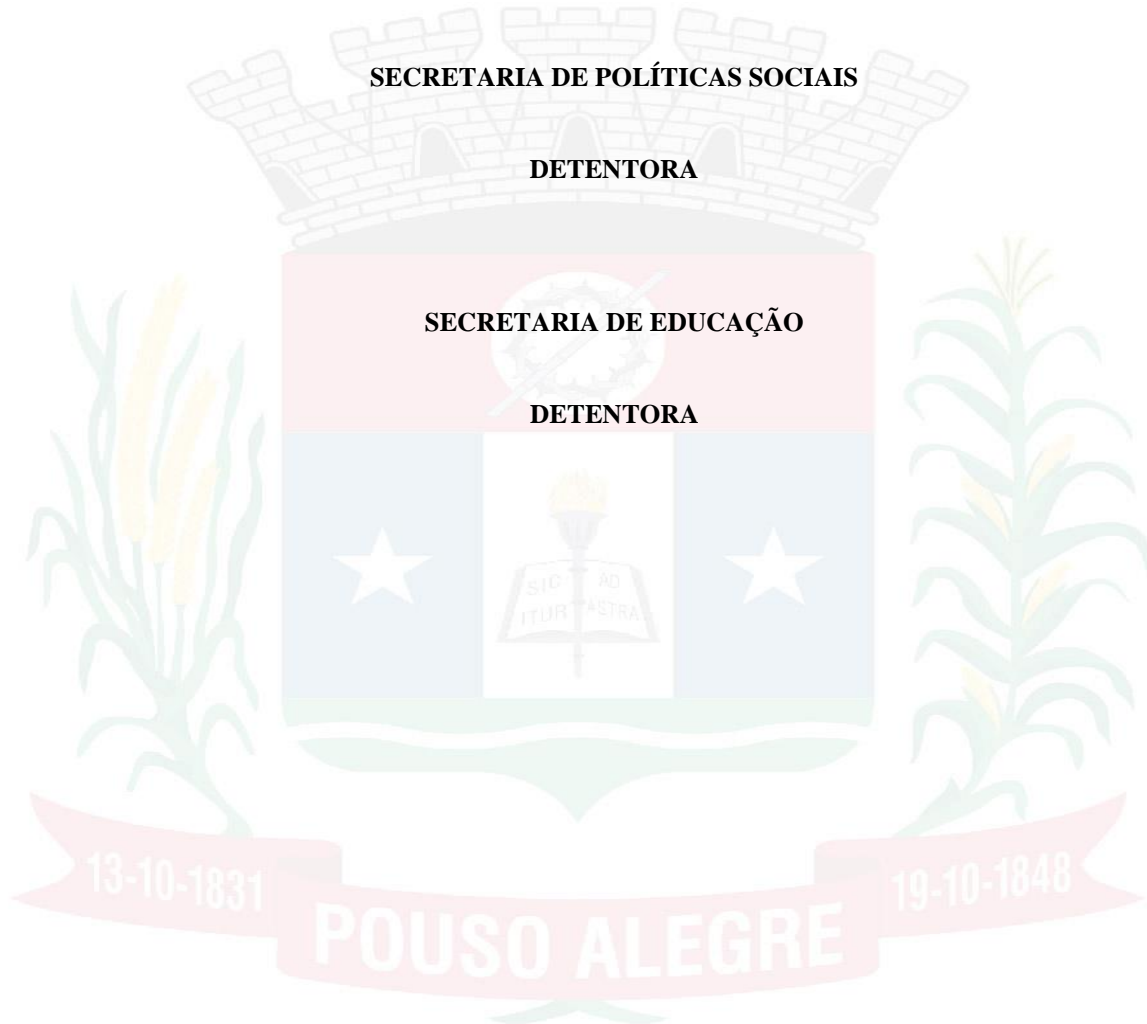 SECRETARIA DE POLÍTICAS SOCIAIS
DETENTORA
SECRETARIA DE EDUCAÇÃO
DETENTORA
SIC AD
ITUR ASTRA
13-10-1831
19-10-1848
POUSO ALEGRE